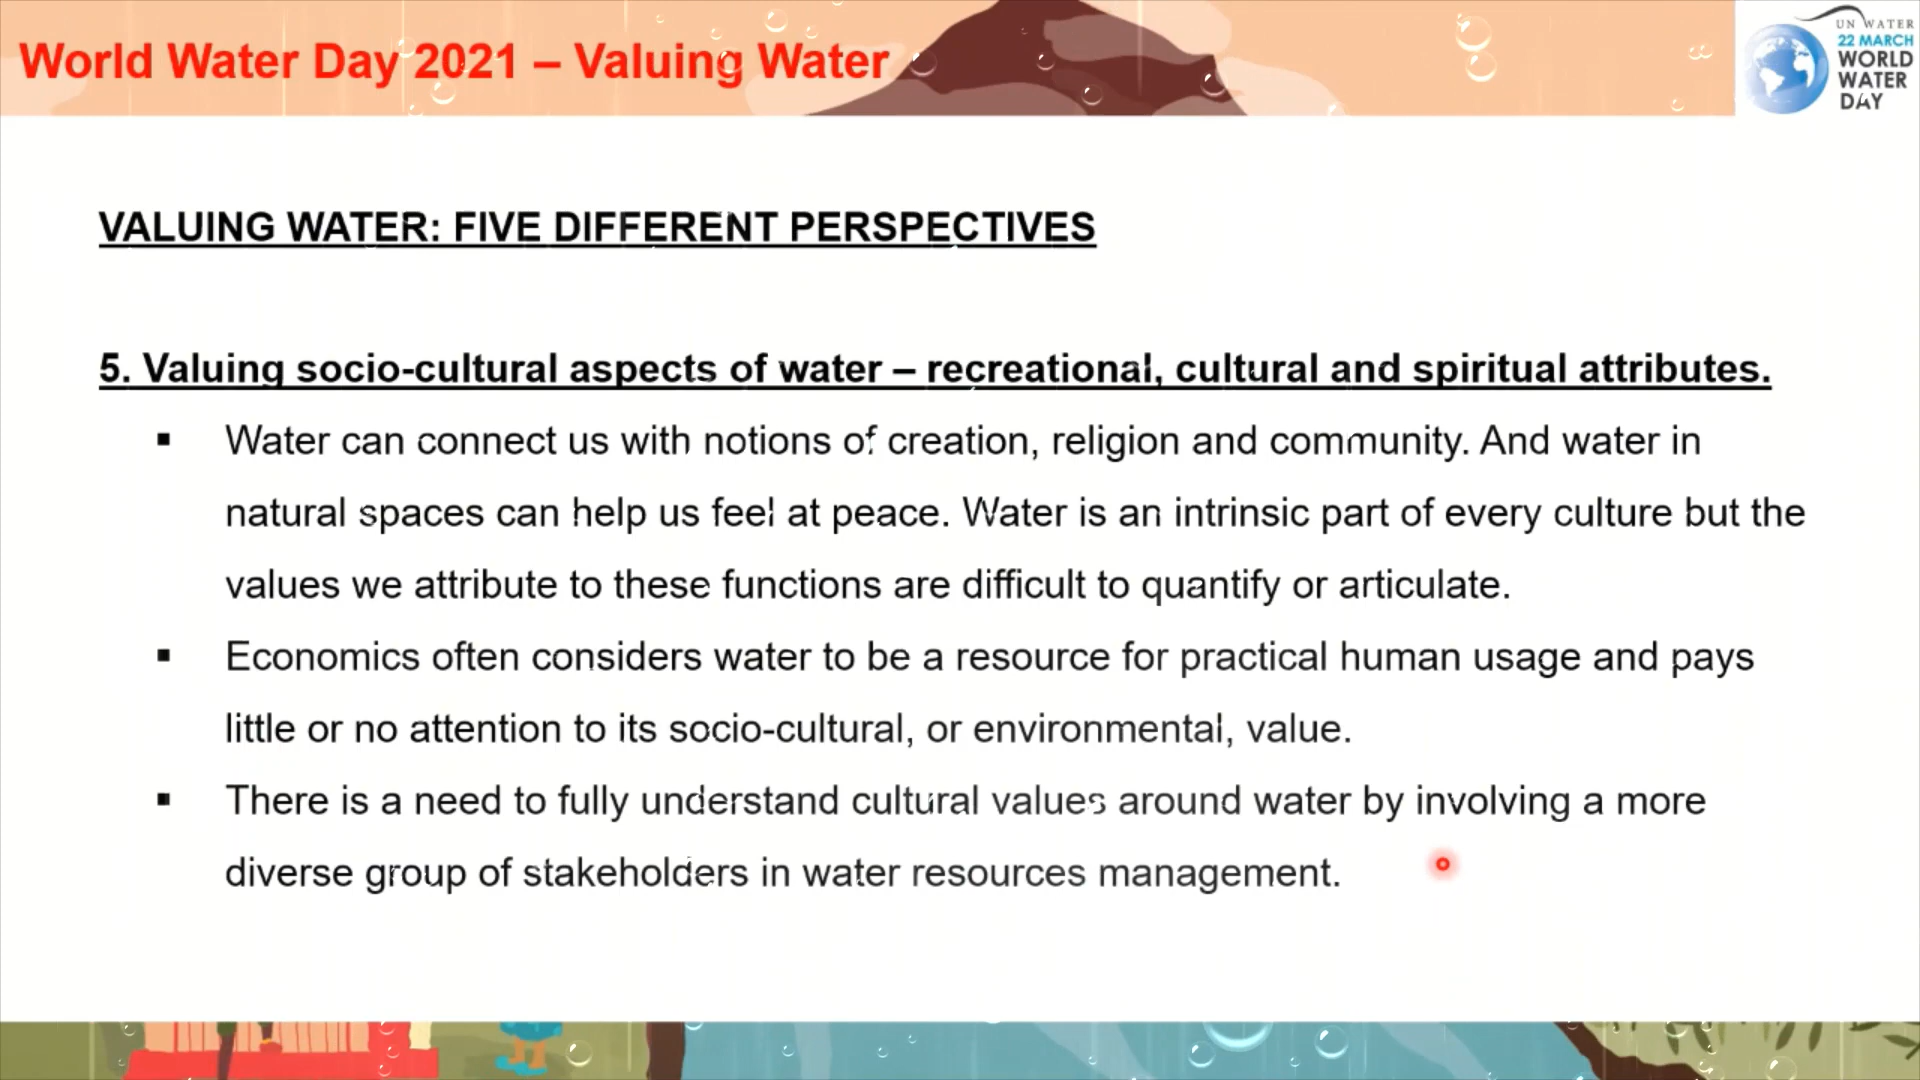 World Water Day 2021 – Valuing Water
UN WATER
22 MARCH
WORLD
WATER
DAY
VALUING WATER: FIVE DIFFERENT PERSPECTIVES
5. Valuing socio-cultural aspects of water – recreational, cultural and spiritual attributes.
▪ Water can connect us with notions of creation, religion and community. And water in
natural spaces can help us feel at peace. Water is an intrinsic part of every culture but the
values we attribute to these functions are difficult to quantify or articulate.
▪ Economics often considers water to be a resource for practical human usage and pays
little or no attention to its socio-cultural, or environmental, value.
▪ There is a need to fully understand cultural values around water by involving a more
diverse group of stakeholders in water resources management.